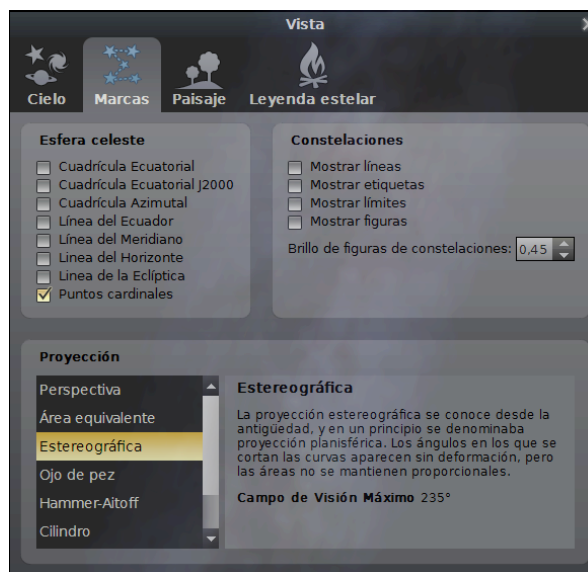 Vista
Cielo
Marcas
Paisaje
Leyenda estelar
Esfera celeste
Cuadrícula Ecuatorial
Cuadrícula Ecuatorial J2000
Cuadrícula Azimutal
Línea del Ecuador
Línea del Meridiano
Linea del Horizonte
Linea de la Eclíptica
Puntos cardinales
Constelaciones
Mostrar líneas
Mostrar etiquetas
Mostrar límites
Mostrar figuras
Brillo de figuras de constelaciones: 0,45
Proyección
Perspectiva
Área equivalente
Estereográfica
Ojo de pez
Hammer-Aitoff
Cilindro
Estereográfica
La proyección estereográfica se conoce desde la
antigüedad, y en un principio se denominaba
proyección planisférica. Los ángulos en los que se
cortan las curvas aparecen sin deformación, pero
las áreas no se mantienen proporcionales.
Campo de Visión Máximo 235°